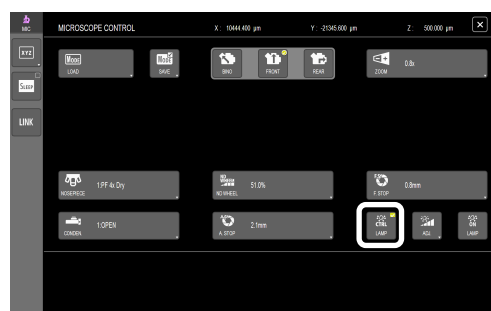 MIC
MICROSCOPE CONTROL
X : 10444.400 µm
Y : -21345.600 µm
Z : 500.000 µm
XYZ
SLEEP
LINK
MODE
LOAD
MODE
SAVE
BINO
FRONT
REAR
ZOOM
0.8x
NOSEPIECE
1:PF 4x Dry
ND WHEEL
51.0%
F. STOP
0.8mm
CONDEN
1:OPEN
A. STOP
2.1mm
CTRL
LAMP
ADJ.
ON
LAMP